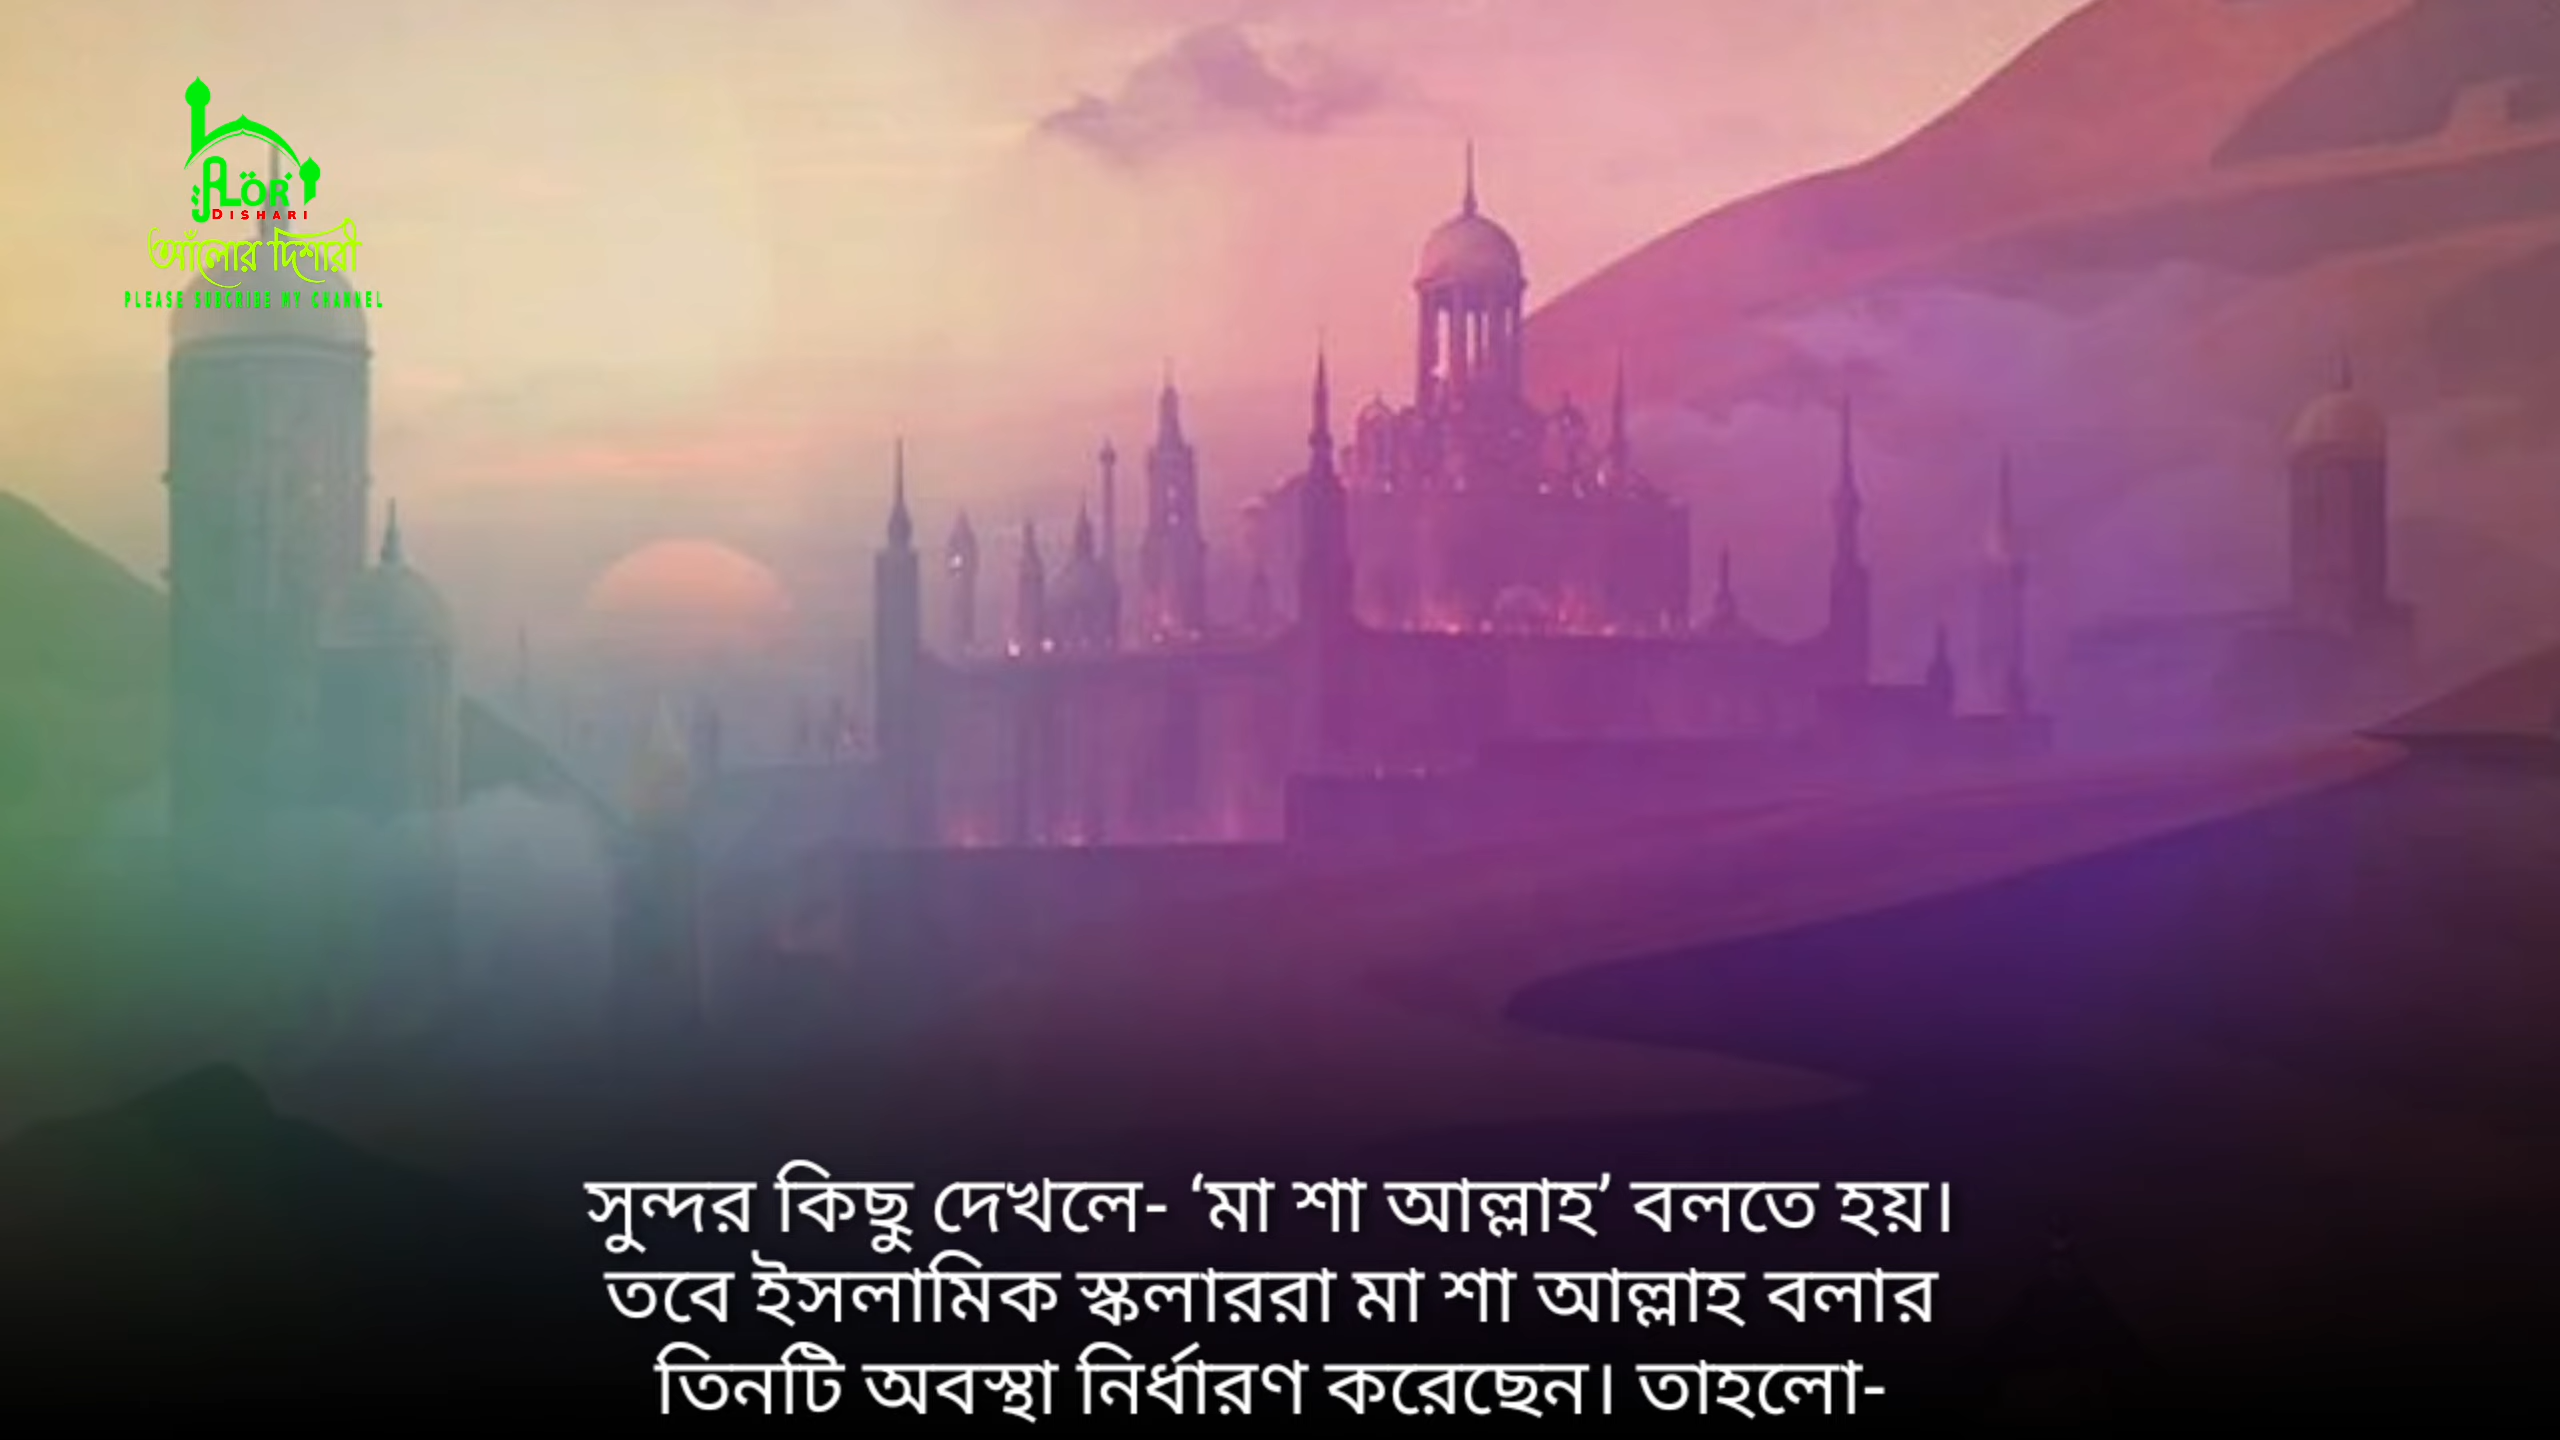 ALOR
DISHARI
আঁলোর দিশারী
PLEASE SUBCRIBE MY CHANNEL
সুন্দর কিছু দেখলে- ‘মা শা আল্লাহ’ বলতে হয়।
তবে ইসলামিক স্কলাররা মা শা আল্লাহ বলার
তিনটি অবস্থা নির্ধারণ করেছেন। তাহলো-